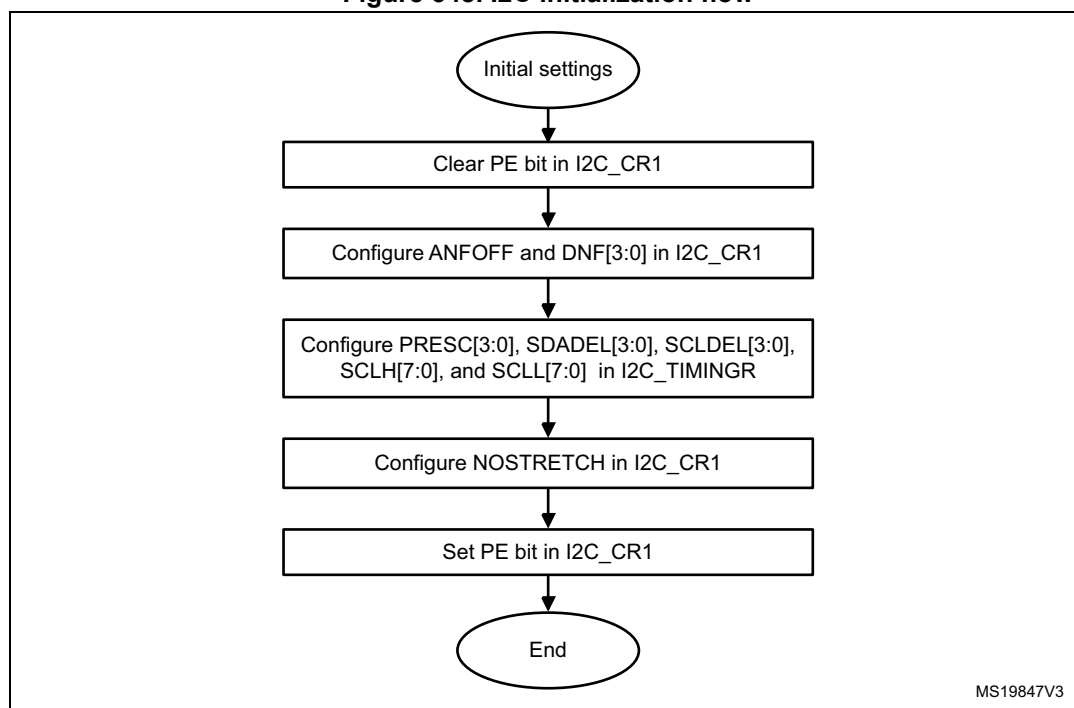 Initial settings
Clear PE bit in I2C_CR1
Configure ANFOFF and DNF[3:0] in I2C_CR1
Configure PRESC[3:0], SDADEL[3:0], SCLDEL[3:0],
SCLH[7:0], and SCLL[7:0] in I2C_TIMINGR
Configure NOSTRETCH in I2C_CR1
Set PE bit in I2C_CR1
End
MS19847V3